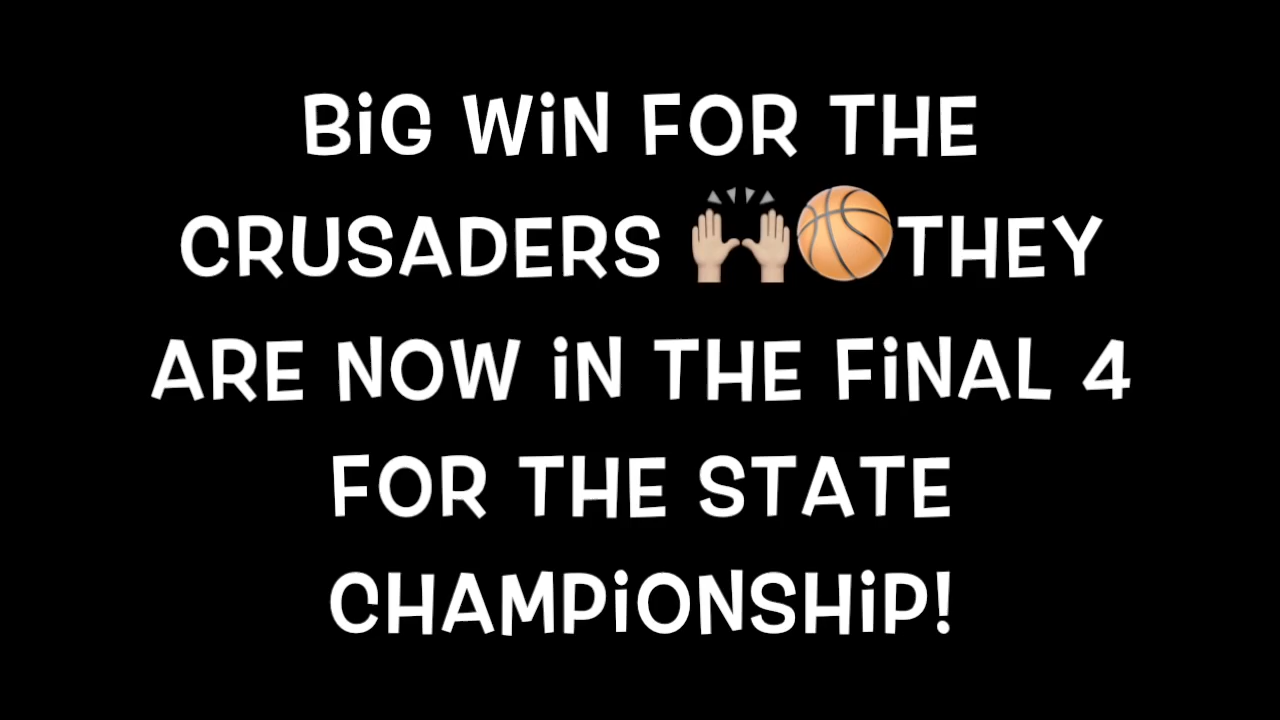 BiG WiN FOR THE
CRUSADERS 🙌🏼🏀THEY
ARE NOW iN THE FiNAL 4
FOR THE STATE
CHAMPiONSHiP!